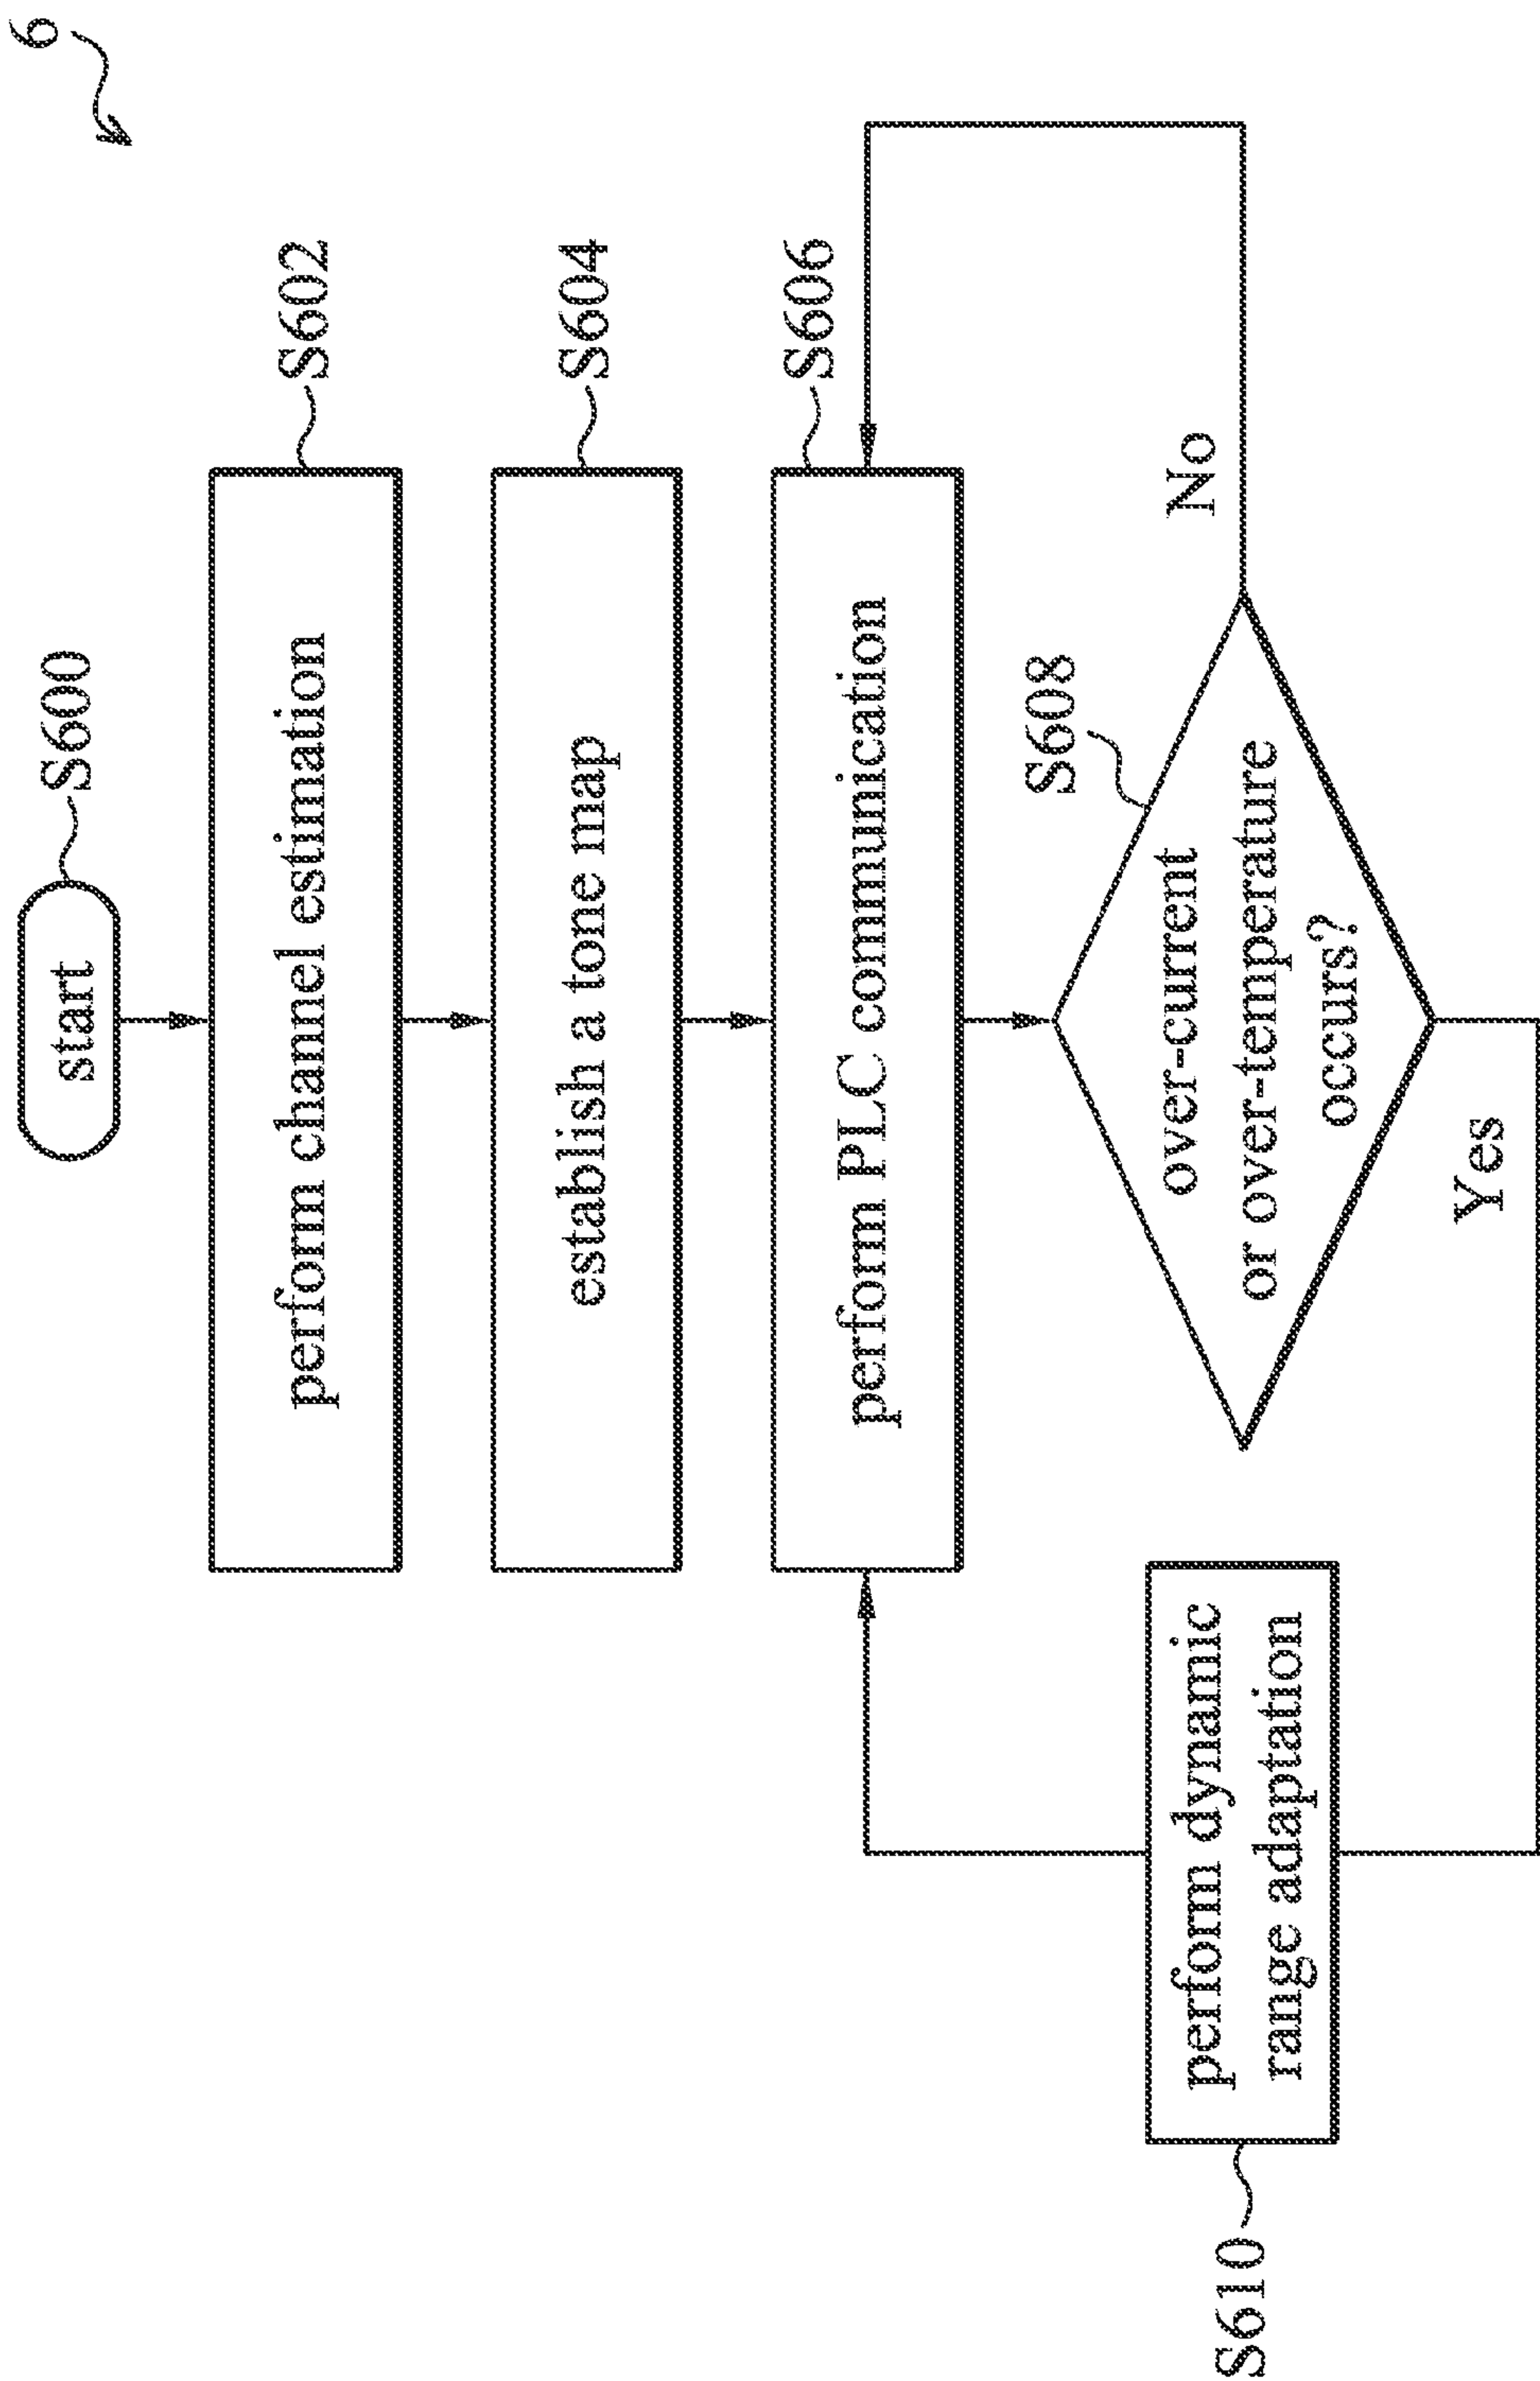 6
start
S600
perform channel estimation
S602
establish a tone map
S604
perform PLC communication
S606
S608
over-current
or over-temperature
occurs?
No
Yes
perform dynamic
range adaptation
S610